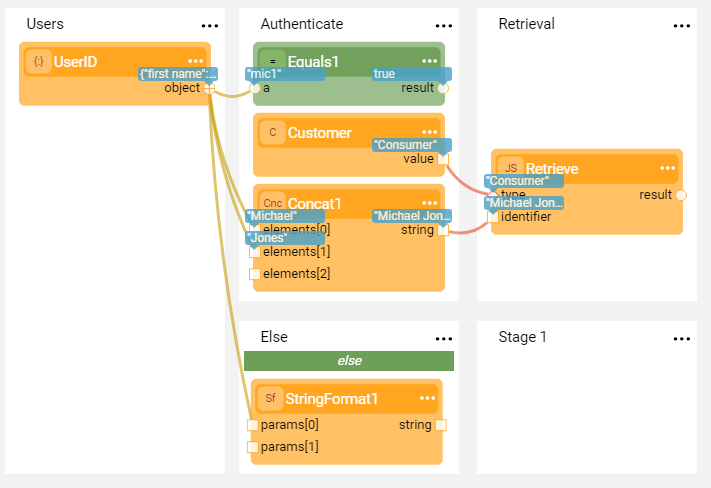 Users
...
{:}
UserID
...
{"first name":...
object
Authenticate
...
=
Equals1
...
"mic1"
true
a
result
C
Customer
...
"Consumer"
value
Cnc
Concat1
...
"Michael"
"Michael Jon...
elements[0]
string
"Jones"
elements[1]
elements[2]
Retrieval
...
JS
Retrieve
...
"Consumer"
type
result
"Michael Jon...
identifier
Else
...
else
Sf
StringFormat1
...
params[0]
string
params[1]
Stage 1
...